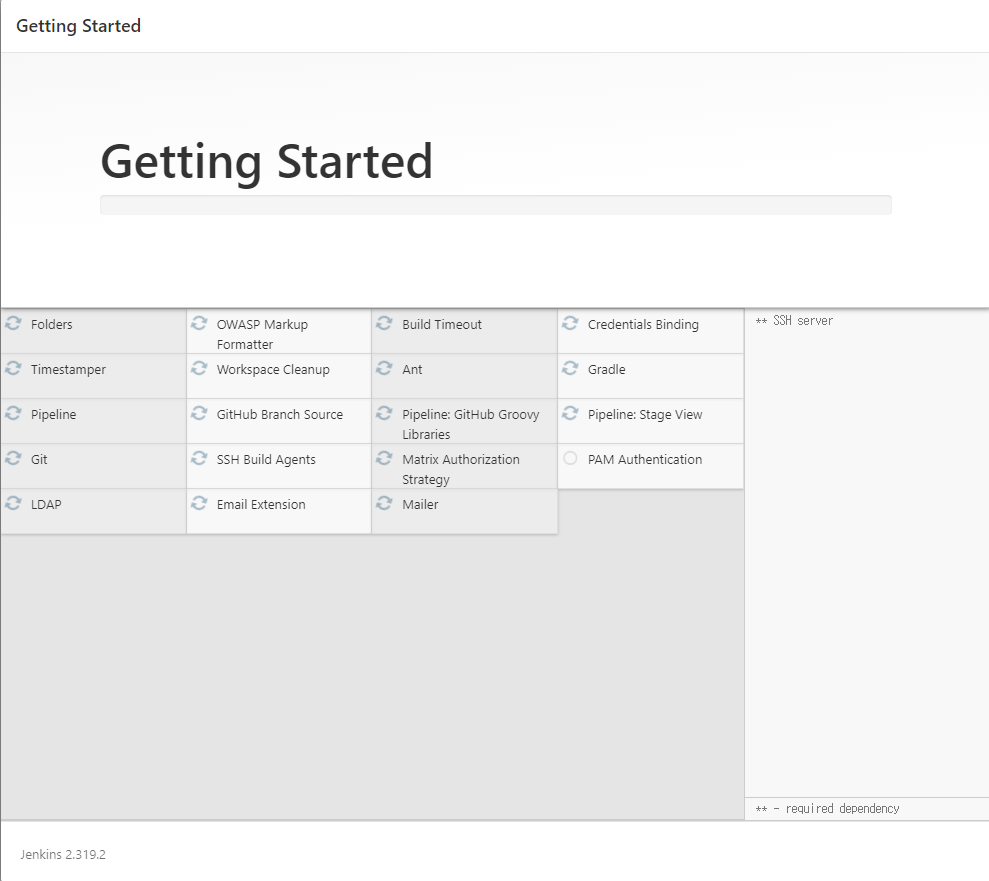 Getting Started
Getting Started
Folders
OWASP Markup
Formatter
Build Timeout
Credentials Binding
** SSH server
Timestamper
Workspace Cleanup
Ant
Gradle
Pipeline
GitHub Branch Source
Pipeline: GitHub Groovy
Libraries
Pipeline: Stage View
Git
SSH Build Agents
Matrix Authorization
Strategy
PAM Authentication
LDAP
Email Extension
Mailer
** - required dependency
Jenkins 2.319.2